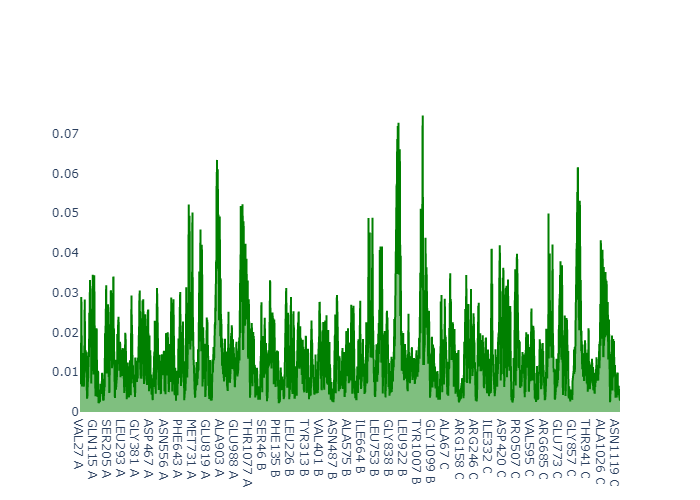 0.07
0.06
0.05
0.04
0.03
0.02
0.01
0
VAL27 A
GLN115 A
SER205 A
LEU293 A
GLY381 A
ASP467 A
ASN556 A
PHE643 A
MET731 A
GLU819 A
ALA903 A
GLU988 A
THR1077 A
SER46 B
PHE135 B
LEU226 B
TYR313 B
VAL401 B
ASN487 B
ALA575 B
ILE664 B
LEU753 B
GLY838 B
LEU922 B
TYR1007 B
GLY1099 B
ALA67 C
ARG158 C
ARG246 C
ILE332 C
ASP420 C
PRO507 C
VAL595 C
ARG685 C
GLU773 C
GLY857 C
THR941 C
ALA1026 C
ASN1119 C